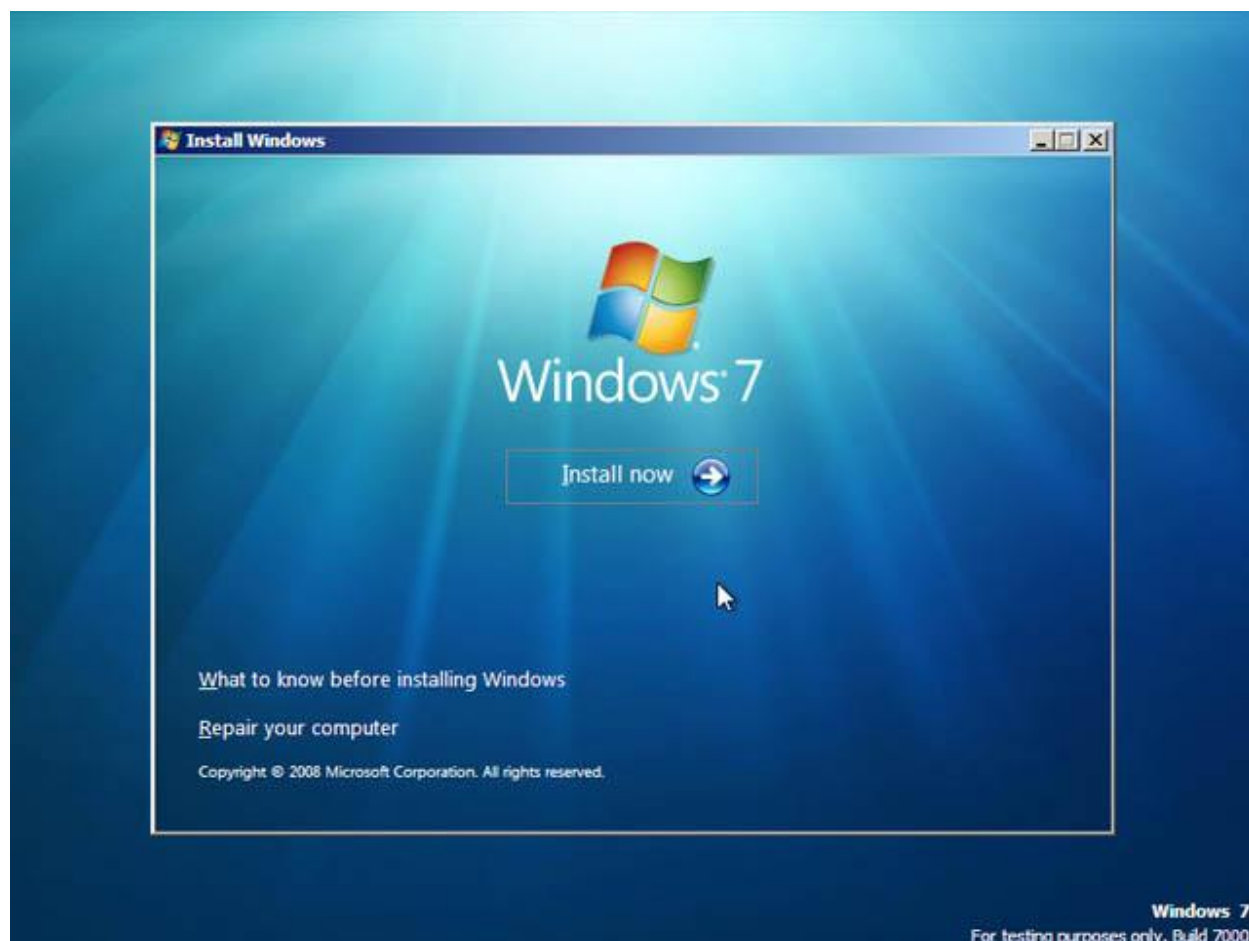 Install Windows
Windows® 7
Install now
What to know before installing Windows
Repair your computer
Copyright © 2008 Microsoft Corporation. All rights reserved.
Windows 7
For testing purposes only. Build 7000